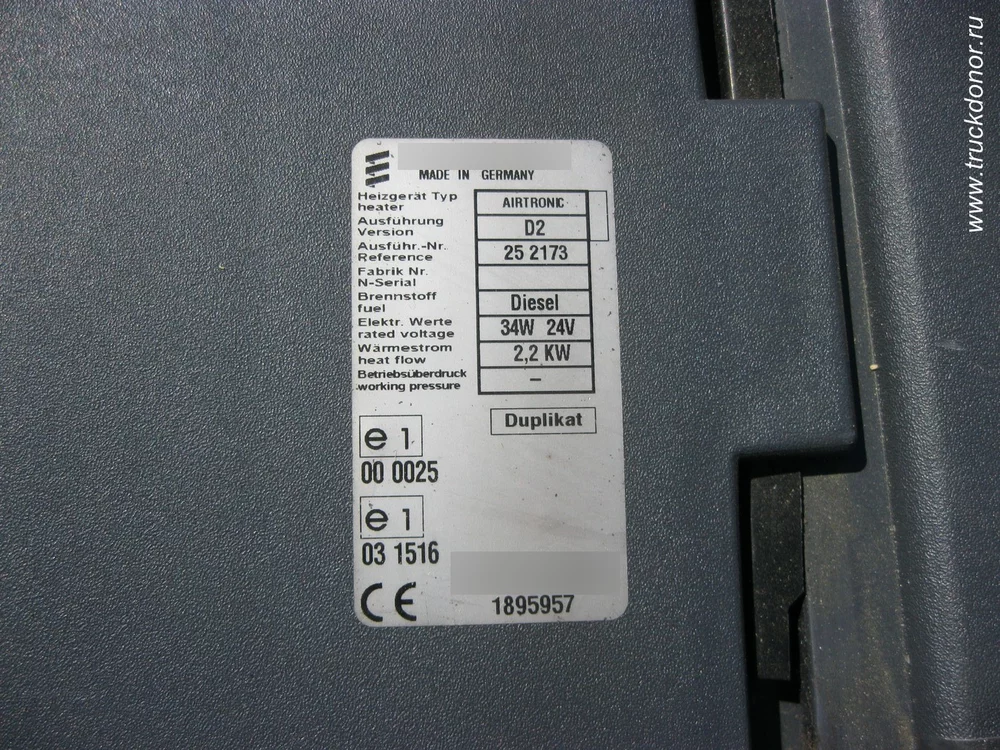 www.truckdonor.ru
MADE IN GERMANY
Heizgerät Typ
heater
AIRTRONIC
Ausführung
Version
D2
Ausführ.-Nr.
Reference
25 2173
Fabrik Nr.
N-Serial
Brennstoff
fuel
Diesel
Elektr. Werte
rated voltage
34W 24V
Wärmestrom
heat flow
2,2 KW
Betriebsüberdruck
working pressure
–
Duplikat
e 1
00 0025
e 1
03 1516
CE
1895957